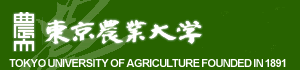 東京農業大学
TOKYO UNIVERSITY OF AGRICULTURE FOUNDED IN 1891